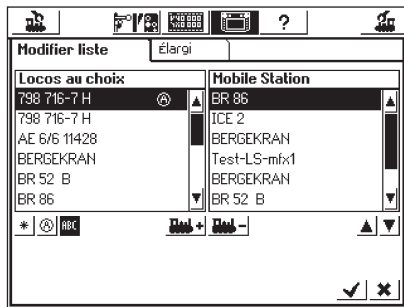 ?
Modifier liste
Élargi
Locos au choix
Mobile Station
798 716-7 H Ⓐ
BR 86
798 716-7 H
ICE 2
AE 6/6 11428
BERGEKRAN
BERGEKRAN
Test-LS-mfx1
BR 52 B
BERGEKRAN
BR 86
BR 52 B
* Ⓐ ABC + -